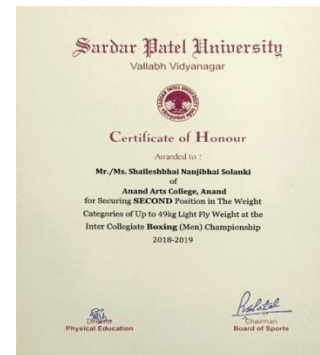 Sardar Patel University
Vallabh Vidyanagar
Certificate of Honour
Awarded to :
Mr./Ms. Shaileshbhai Nanjibhai Solanki
of
Anand Arts College, Anand
for Securing SECOND Position in The Weight
Categories of Up to 49kg Light Fly Weight at the
Inter Collegiate Boxing (Men) Championship
2018-2019
Director
Physical Education
Chairman
Board of Sports